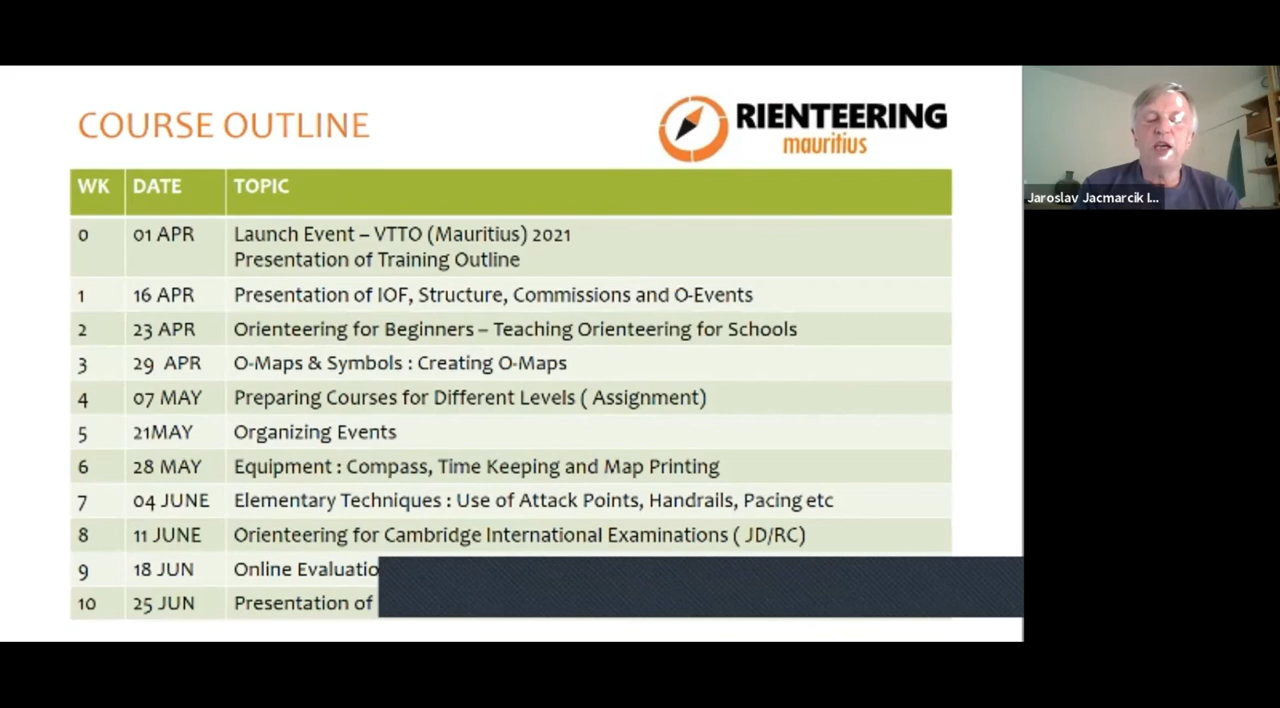 COURSE OUTLINE
RIENTEERING
mauritius
WK DATE TOPIC
0 01 APR Launch Event – VTTO (Mauritius) 2021
Presentation of Training Outline
1 16 APR Presentation of IOF, Structure, Commissions and O-Events
2 23 APR Orienteering for Beginners – Teaching Orienteering for Schools
3 29 APR O-Maps & Symbols : Creating O-Maps
4 07 MAY Preparing Courses for Different Levels ( Assignment)
5 21MAY Organizing Events
6 28 MAY Equipment : Compass, Time Keeping and Map Printing
7 04 JUNE Elementary Techniques : Use of Attack Points, Handrails, Pacing etc
8 11 JUNE Orienteering for Cambridge International Examinations ( JD/RC)
9 18 JUN Online Evaluatio
10 25 JUN Presentation of
Jaroslav Jacmarcik I...